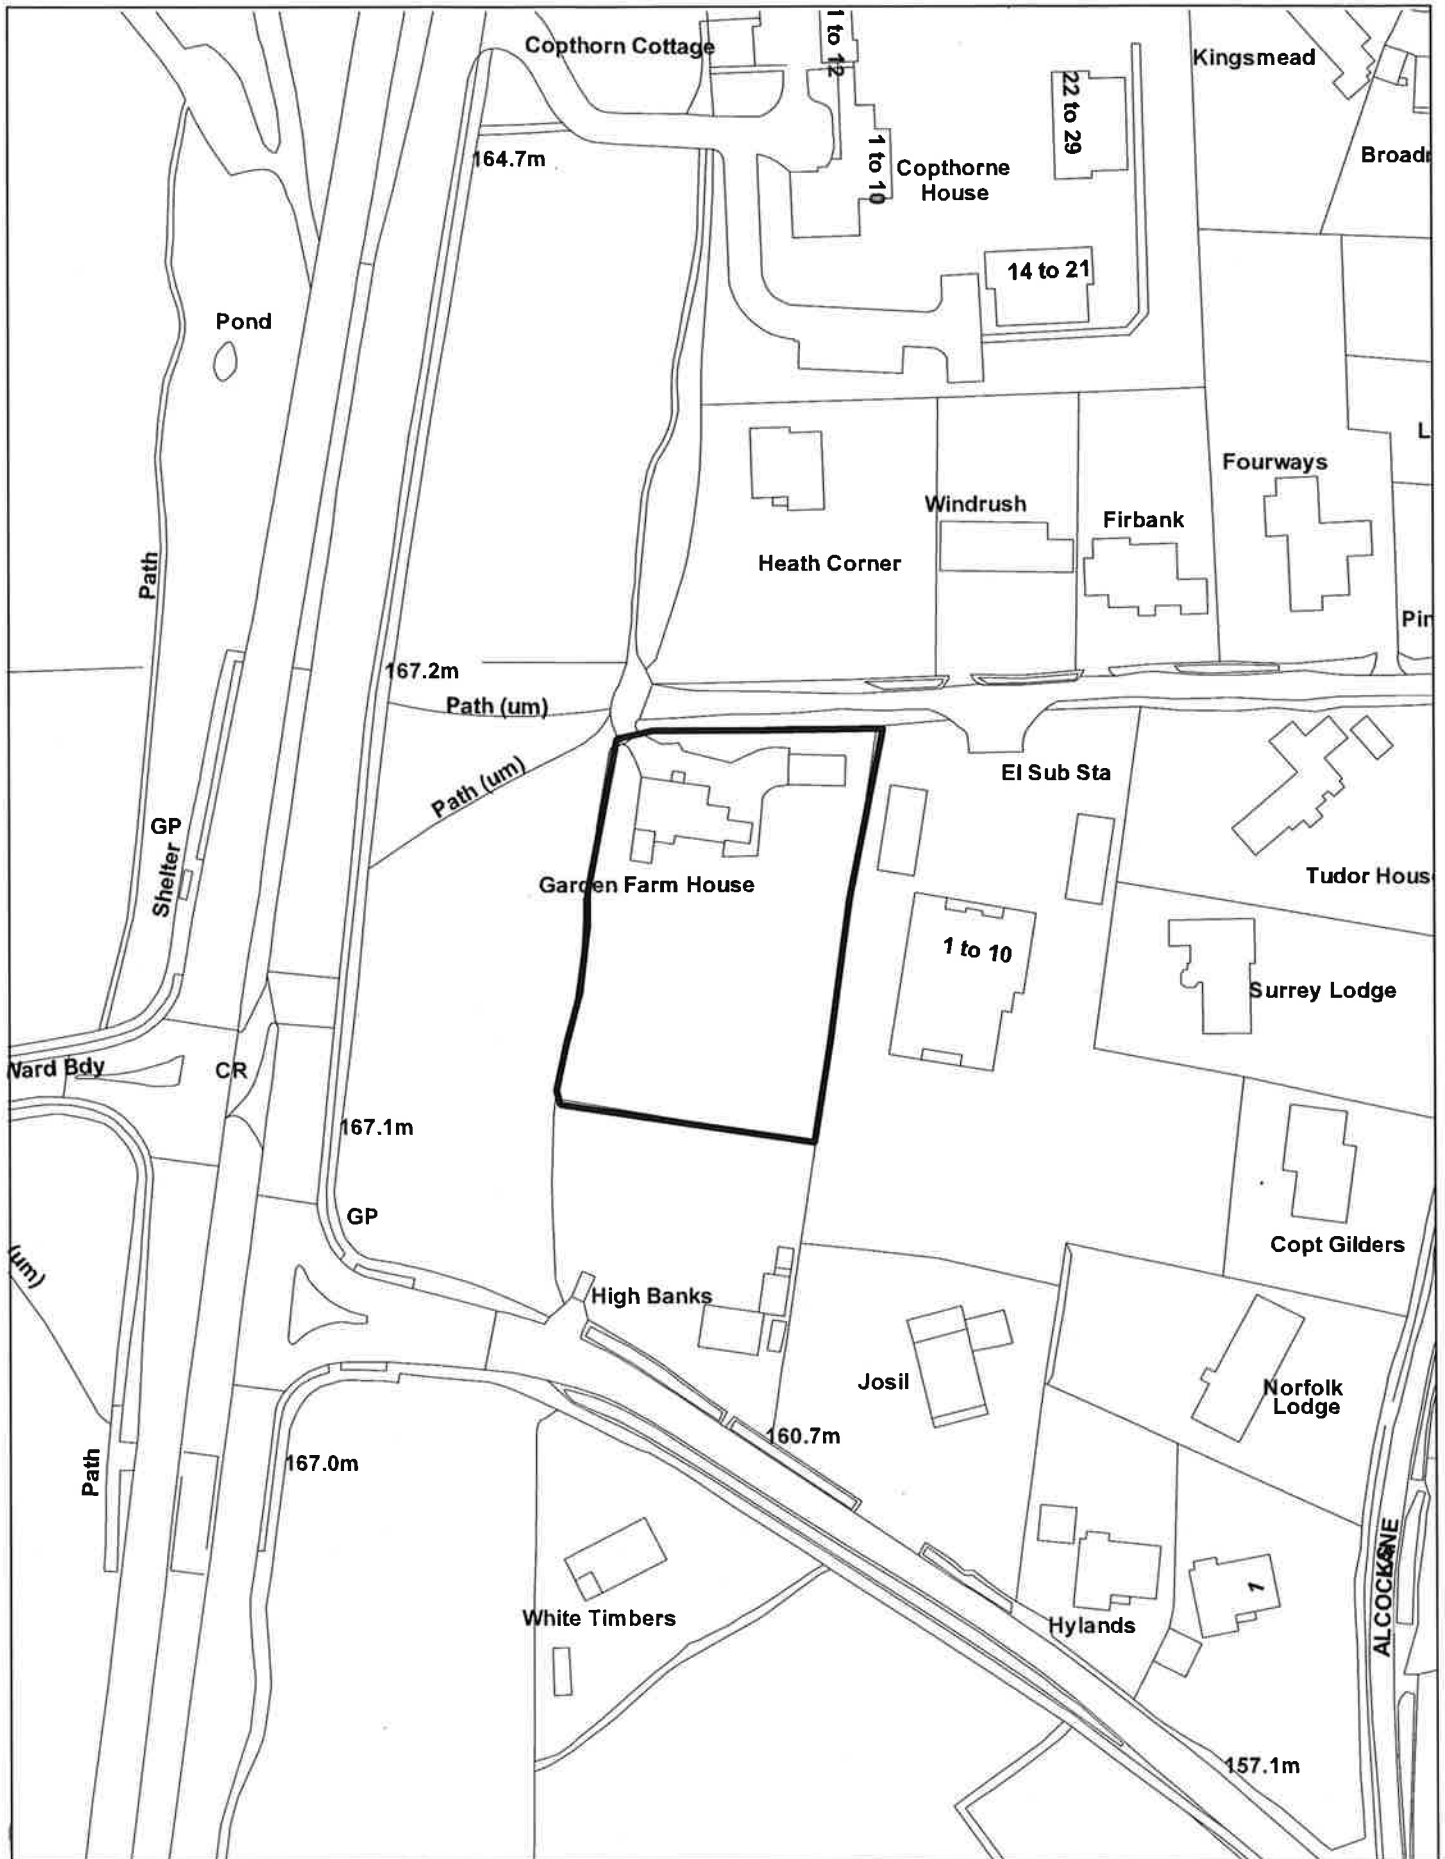 Copthorn Cottage
1 to 12
Kingsmead
22 to 29
164.7m
1 to 10
Copthorne
House
Broadr
14 to 21
Pond
L
Fourways
Windrush
Firbank
Path
Heath Corner
Pin
167.2m
Path (um)
Path (um)
El Sub Sta
GP
Shelter
Garden Farm House
Tudor Hous
1 to 10
Surrey Lodge
Ward Bdy
CR
167.1m
GP
(um)
Copt Gilders
High Banks
Josil
Norfolk
Lodge
160.7m
167.0m
Path
White Timbers
Hylands
1
157.1m